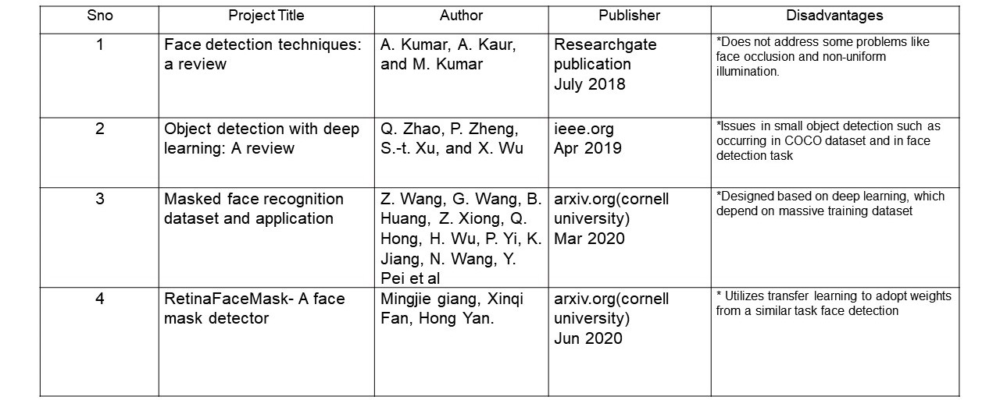 Sno Project Title Author Publisher Disadvantages
1
Face detection techniques:
a review
A. Kumar, A. Kaur,
and M. Kumar
Researchgate
publication
July 2018
*Does not address some problems like
face occlusion and non-uniform
illumination.
2
Object detection with deep
learning: A review
Q. Zhao, P. Zheng,
S.-t. Xu, and X. Wu
ieee.org
Apr 2019
*Issues in small object detection such as
occurring in COCO dataset and in face
detection task
3
Masked face recognition
dataset and application
Z. Wang, G. Wang, B.
Huang, Z. Xiong, Q.
Hong, H. Wu, P. Yi, K.
Jiang, N. Wang, Y.
Pei et al
arxiv.org(cornell
university)
Mar 2020
*Designed based on deep learning, which
depend on massive training dataset
4
RetinaFaceMask- A face
mask detector
Mingjie giang, Xinqi
Fan, Hong Yan.
arxiv.org(cornell
university)
Jun 2020
* Utilizes transfer learning to adopt weights
from a similar task face detection